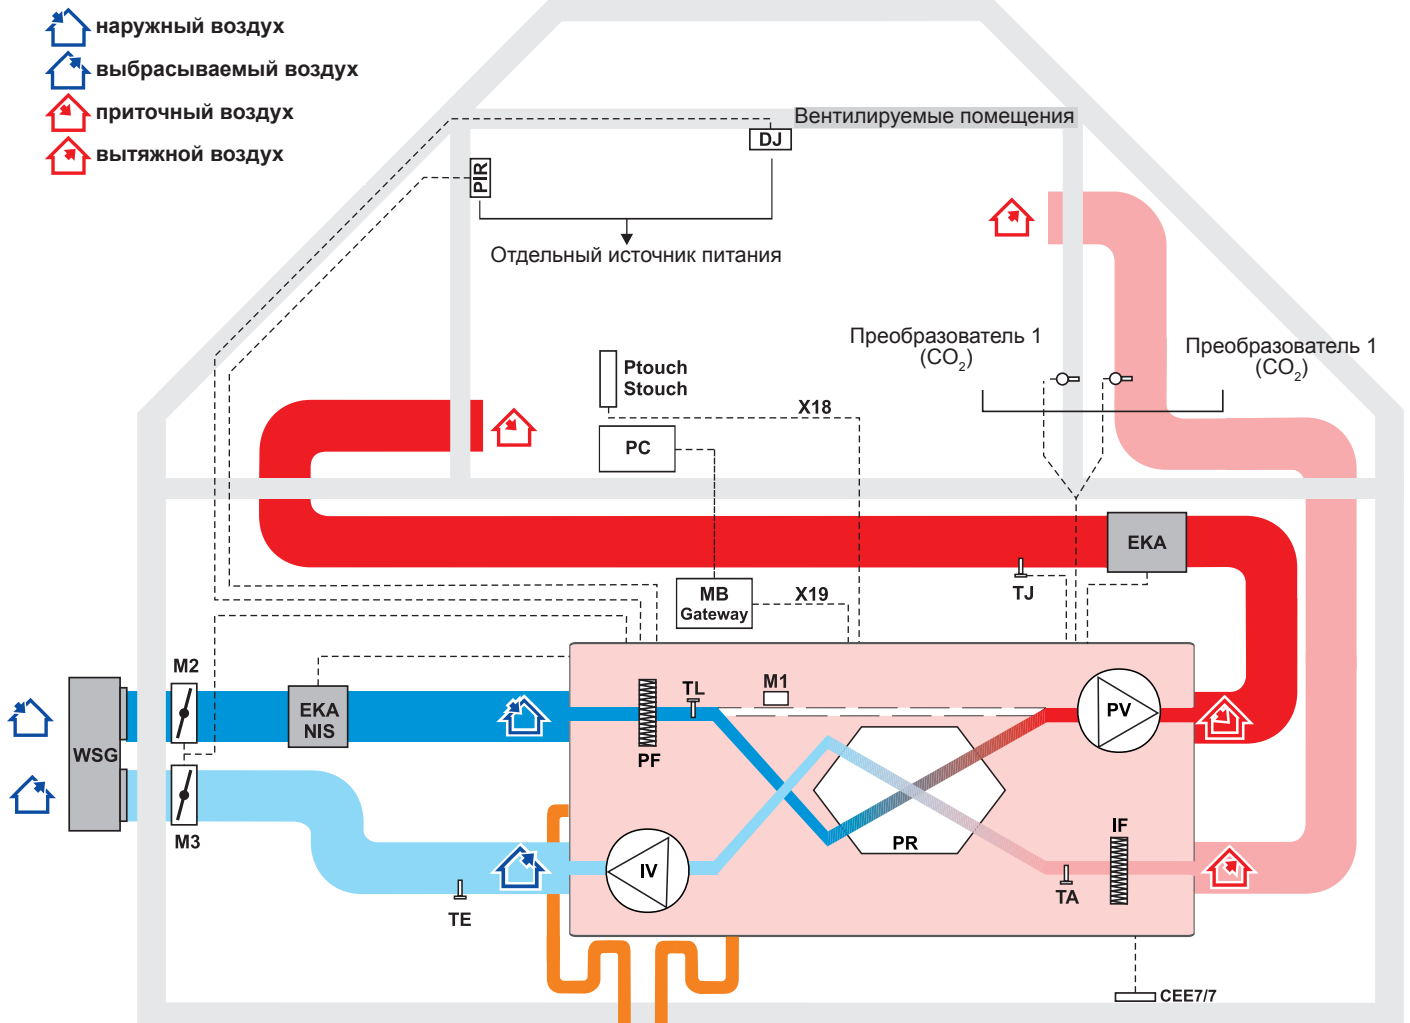 наружный воздух
выбрасываемый воздух
приточный воздух
вытяжной воздух
Вентилируемые помещения
DJ
PIR
Отдельный источник питания
Преобразователь 1
(CO₂)
Преобразователь 1
(CO₂)
Ptouch
Stouch
X18
PC
EKA
MB
Gateway
X19
TJ
M2
TL
M1
EKA
NIS
PV
WSG
PF
M3
PR
IF
IV
TA
TE
CEE7/7